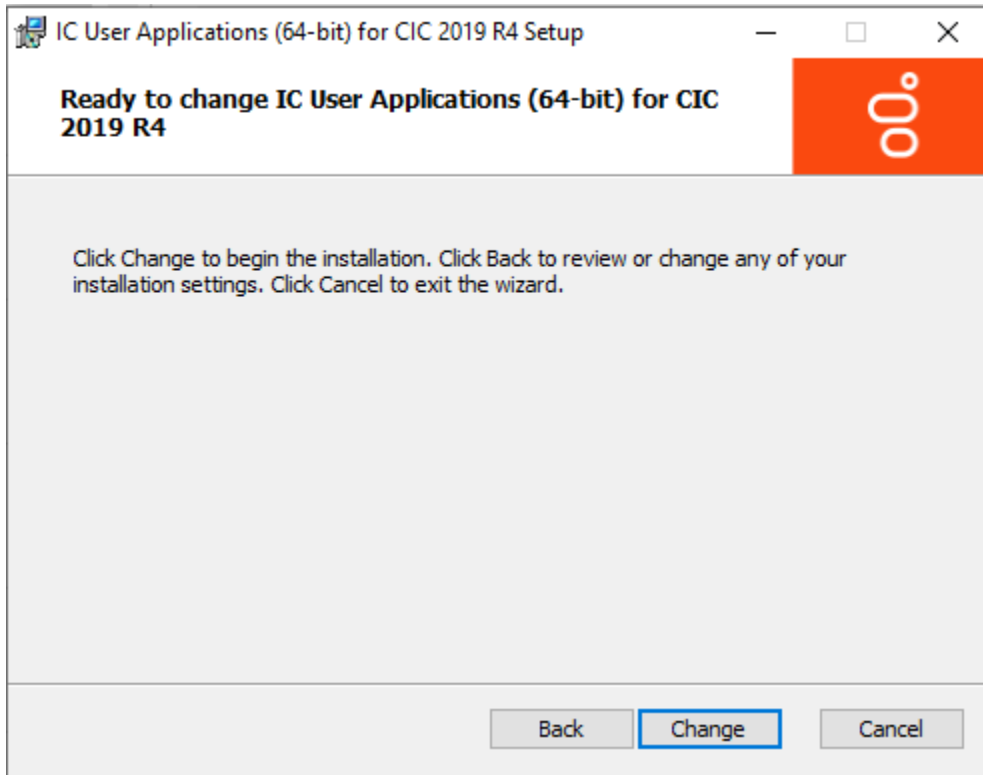 IC User Applications (64-bit) for CIC 2019 R4 Setup
Ready to change IC User Applications (64-bit) for CIC
2019 R4
Click Change to begin the installation. Click Back to review or change any of your
installation settings. Click Cancel to exit the wizard.
Back Change Cancel